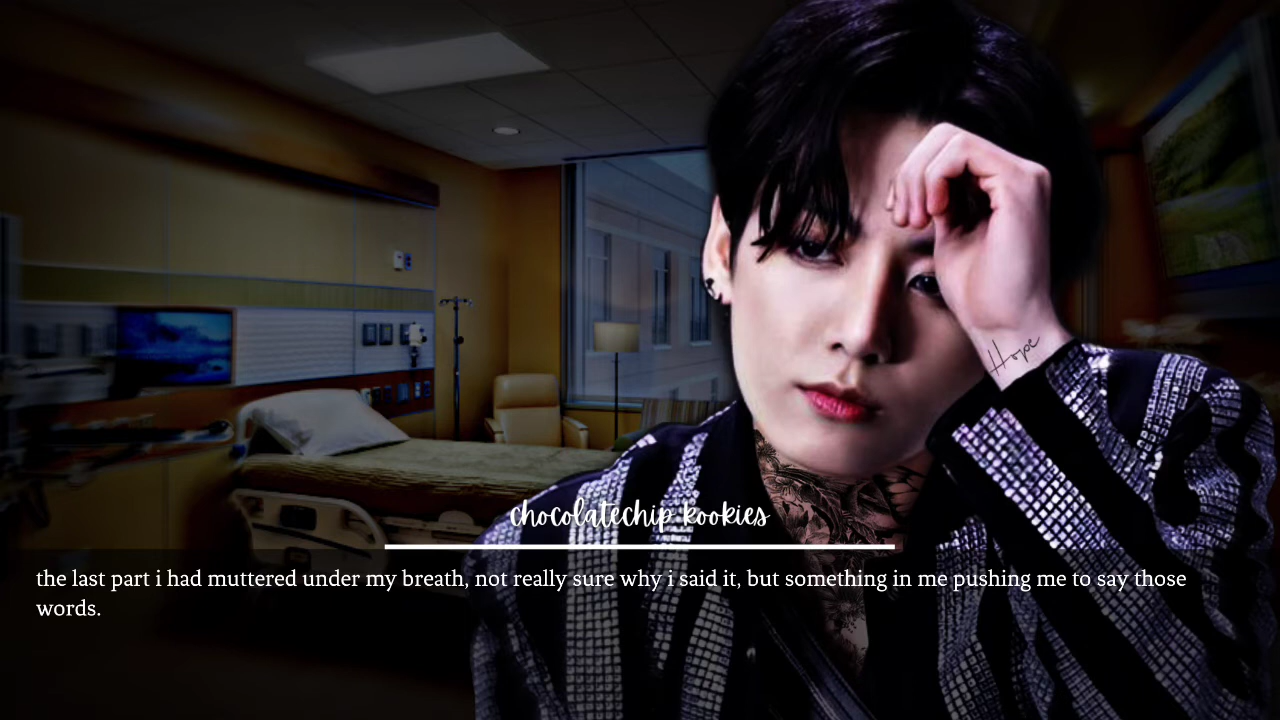 Hope
chocolatechip kookies
the last part i had muttered under my breath, not really sure why i said it, but something in me pushing me to say those
words.